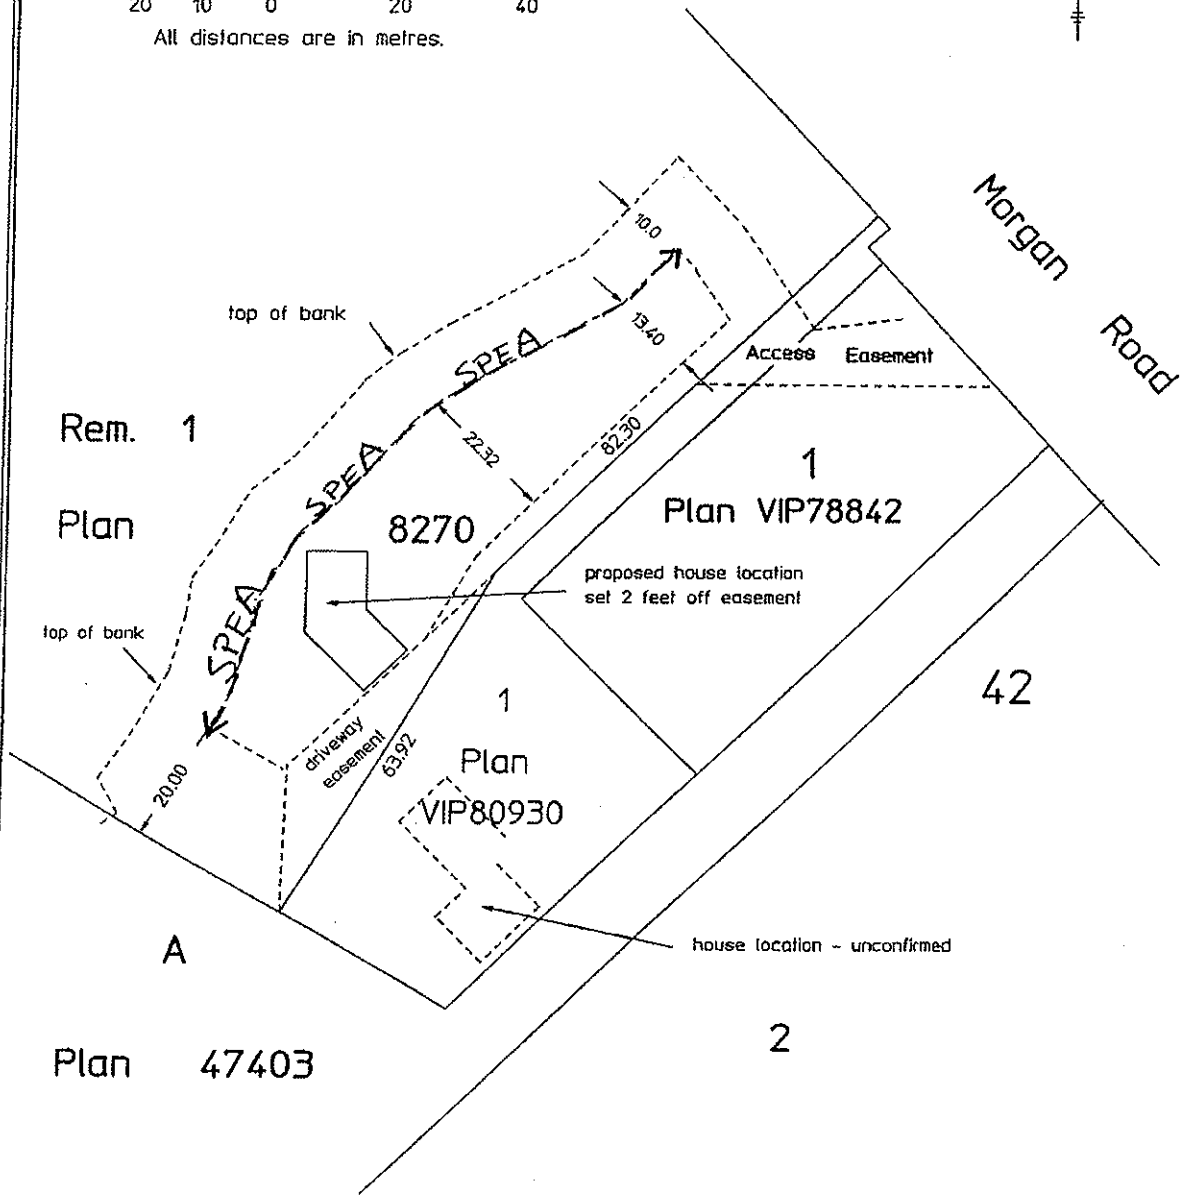 20 10 0 20 40
All distances are in metres.
Morgan
Road
10.0
top of bank
13.40
SPEA
Access Easement
Rem. 1
82.30
22.32
1
SPEA
Plan
8270
Plan VIP78842
proposed house location
set 2 feet off easement
SPEA
top of bank
42
1
driveway
easement
63.92
Plan
VIP80930
20.00
A
house location - unconfirmed
2
Plan 47403